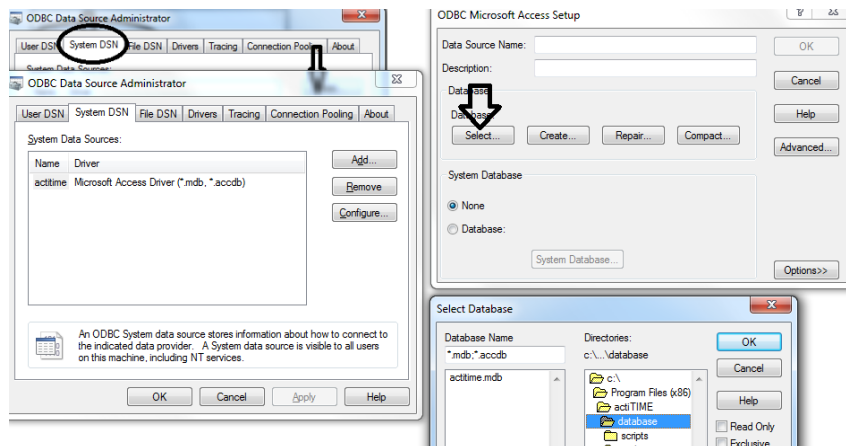 ODBC Data Source Administrator
User DSN System DSN File DSN Drivers Tracing Connection Pooling About
System Data Sources:
ODBC Data Source Administrator
User DSN System DSN File DSN Drivers Tracing Connection Pooling About
System Data Sources:
Name Driver
actitime Microsoft Access Driver (*.mdb, *.accdb)
Add...
Remove
Configure...
An ODBC System data source stores information about how to connect to
the indicated data provider. A System data source is visible to all users
on this machine, including NT services.
OK Cancel Apply Help
ODBC Microsoft Access Setup
Data Source Name:
Description:
Database
Database:
Select... Create... Repair... Compact...
System Database
None
Database:
System Database...
OK
Cancel
Help
Advanced...
Options>>
Select Database
Database Name
*.mdb;*.accdb
actitime.mdb
Directories:
c:\...\database
c:\
Program Files (x86)
actiTIME
database
scripts
OK
Cancel
Help
Read Only
Exclusive